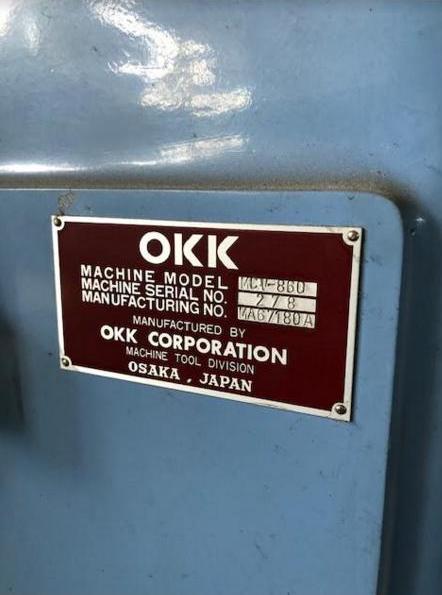 OKK
MACHINE MODEL MCV-860
MACHINE SERIAL NO. 278
MANUFACTURING NO. MA67180A
MANUFACTURED BY
OKK CORPORATION
MACHINE TOOL DIVISION
OSAKA , JAPAN